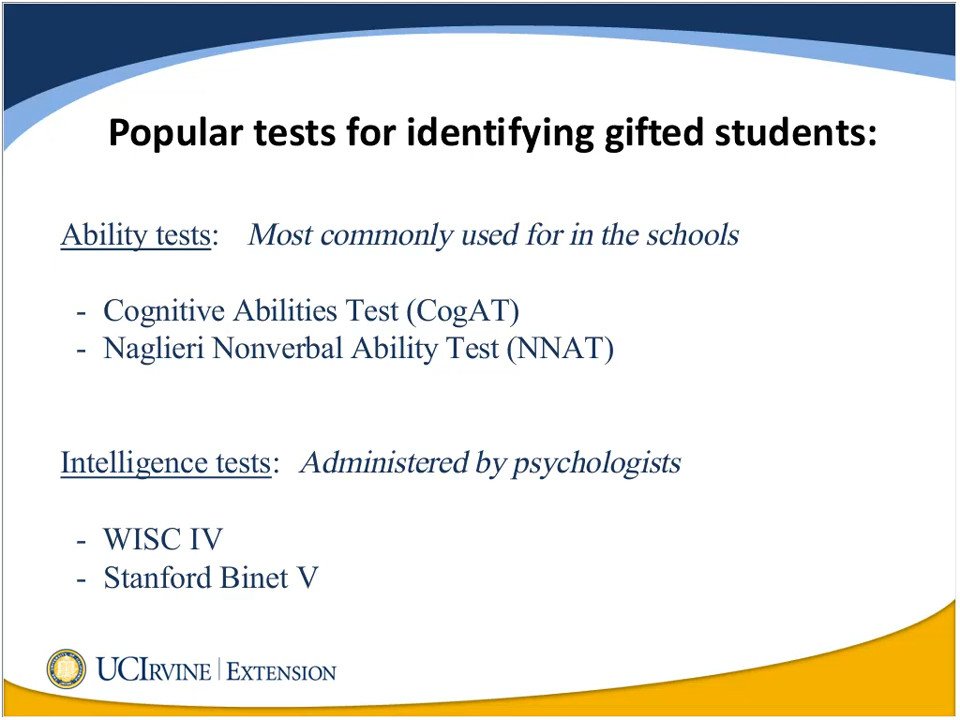 Popular tests for identifying gifted students:
Ability tests: Most commonly used for in the schools
- Cognitive Abilities Test (CogAT)
- Naglieri Nonverbal Ability Test (NNAT)
Intelligence tests: Administered by psychologists
- WISC IV
- Stanford Binet V
UCIRVINE | EXTENSION